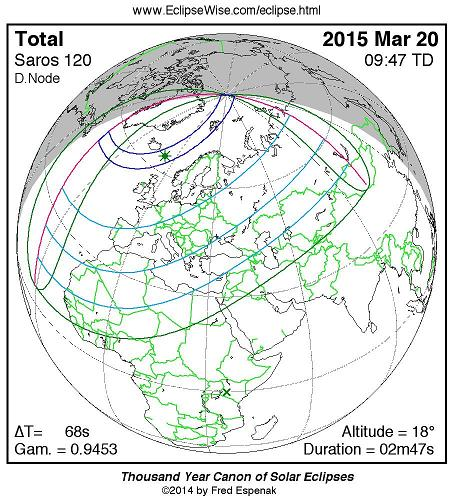 www.EclipseWise.com/eclipse.html
Total
2015 Mar 20
Saros 120
09:47 TD
D.Node
ΔT= 68s
Altitude = 18°
Gam. = 0.9453
Duration = 02m47s
Thousand Year Canon of Solar Eclipses
©2014 by Fred Espenak